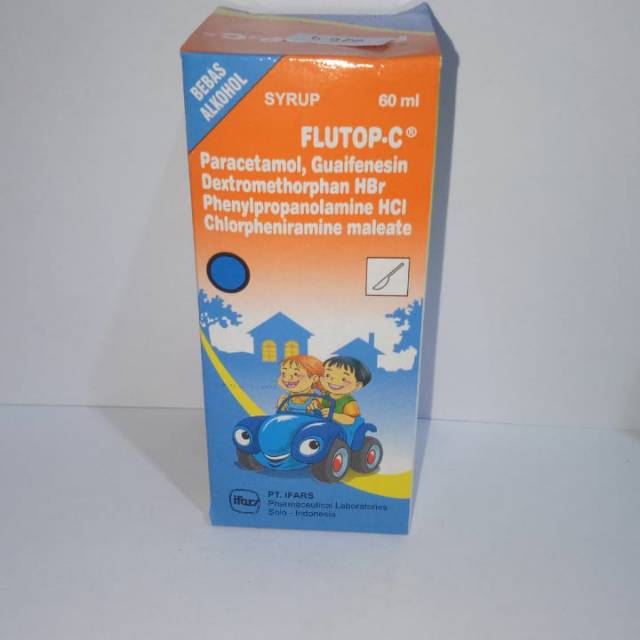 BEBAS
ALKOHOL
SYRUP 60 ml
FLUTOP-C®
Paracetamol, Guaifenesin
Dextromethorphan HBr
Phenylpropanolamine HCl
Chlorpheniramine maleate
ifars
PT. IFARS
Pharmaceutical Laboratories
Solo - Indonesia